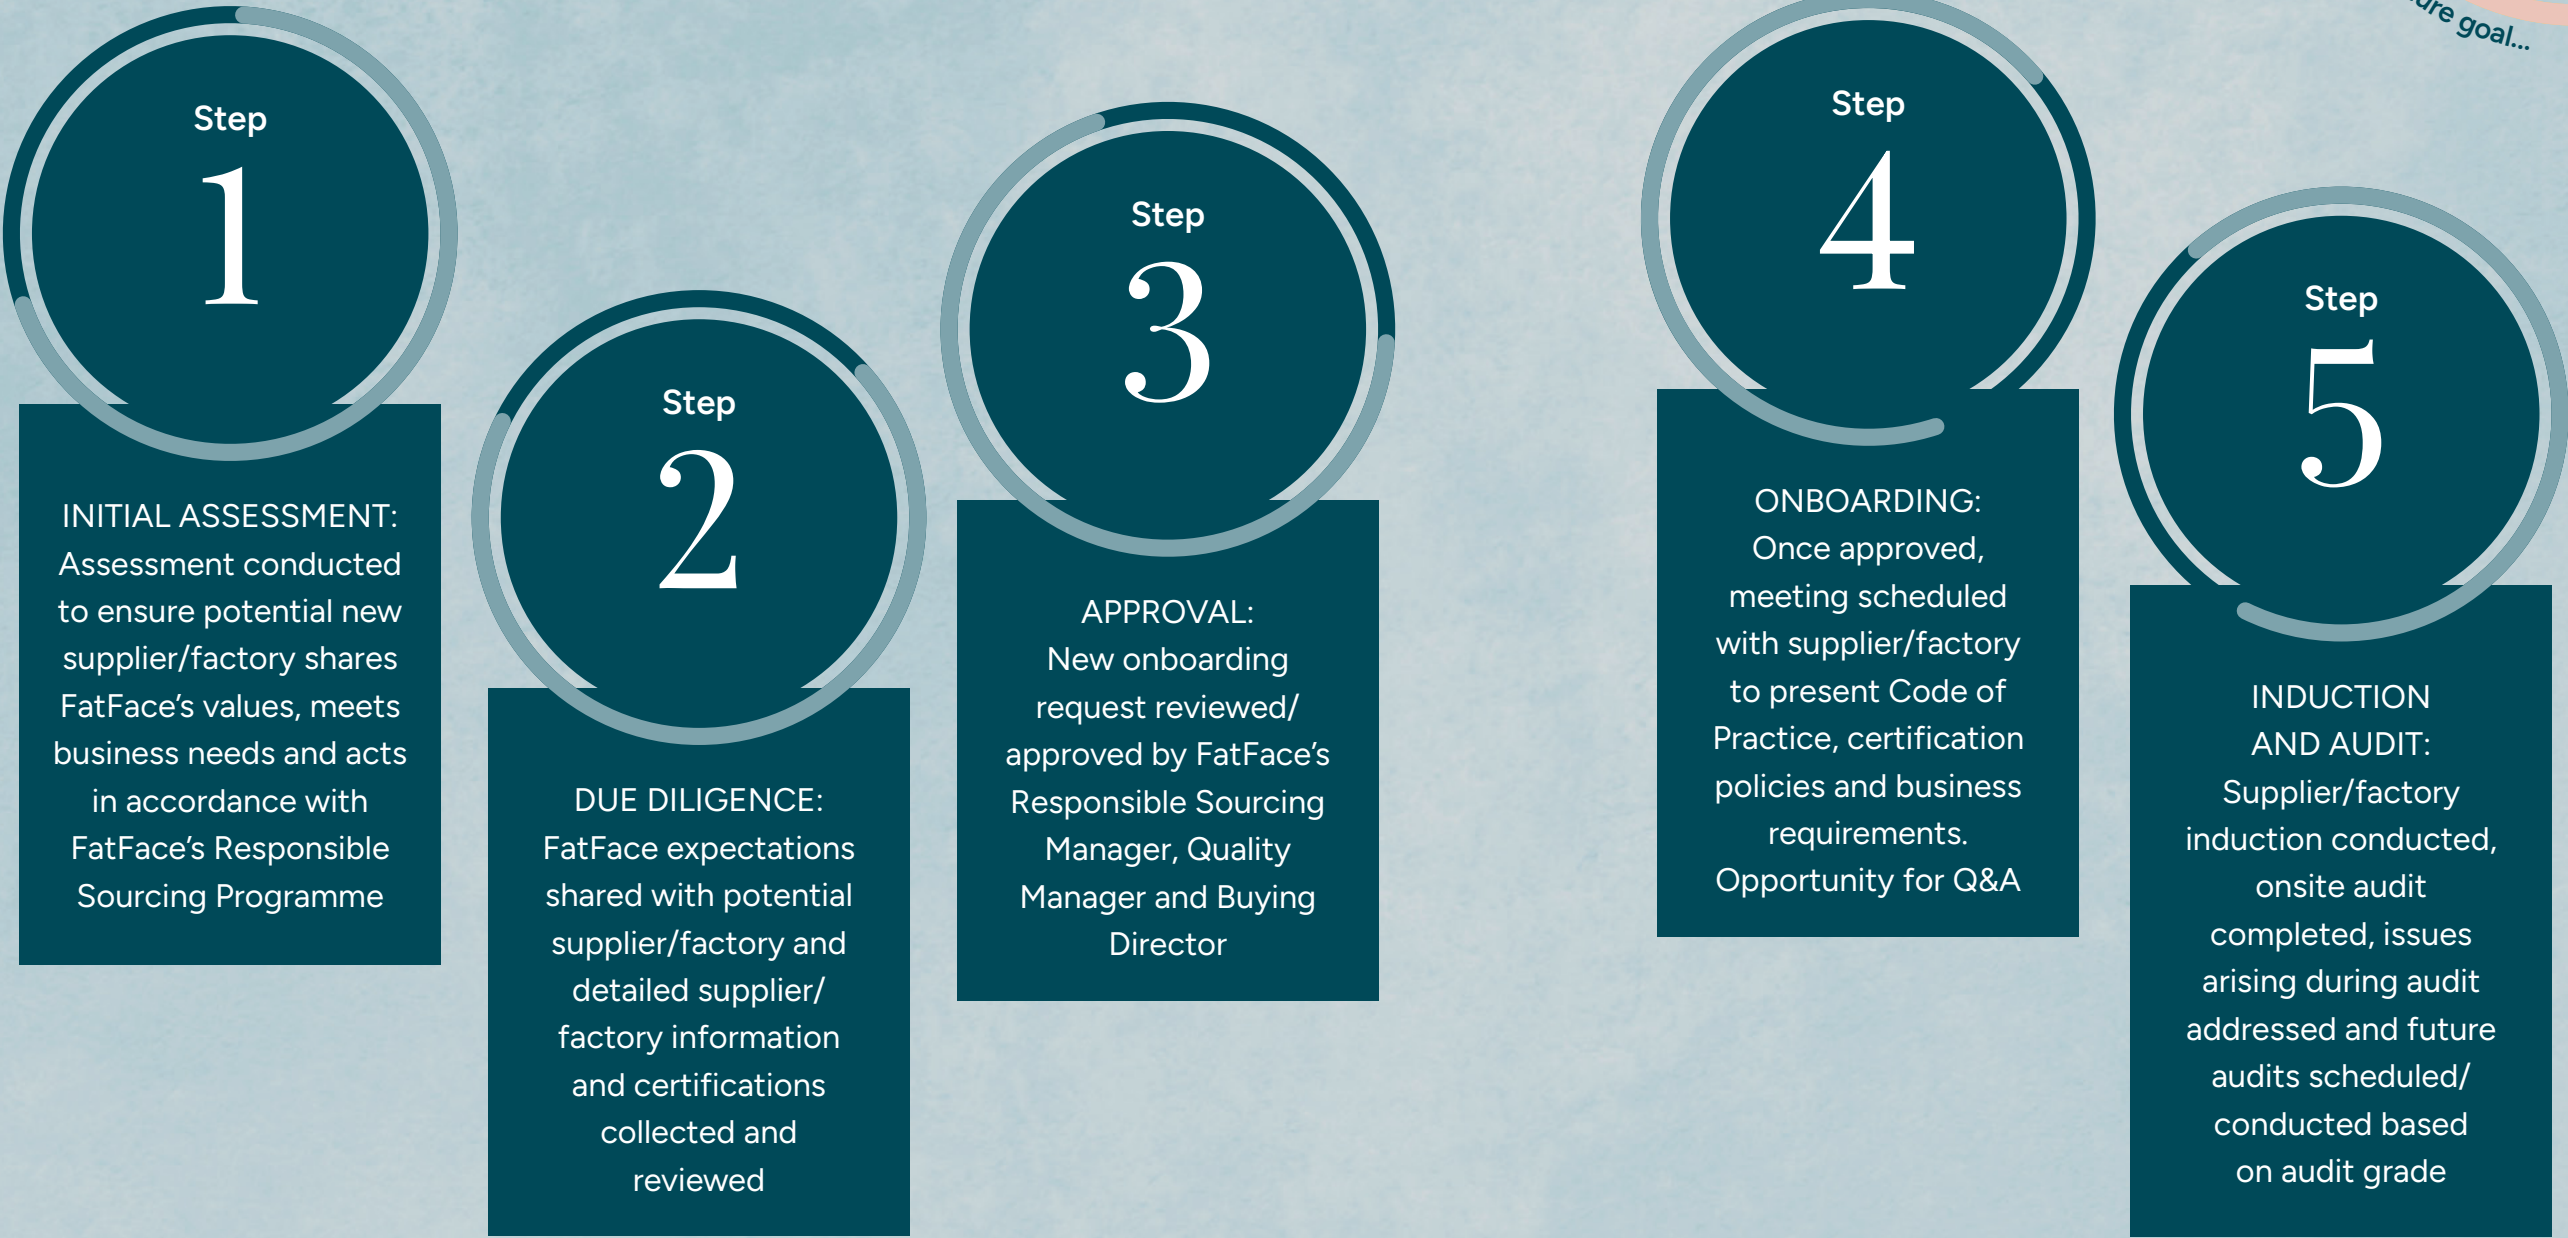 Step
1
INITIAL ASSESSMENT:
Assessment conducted
to ensure potential new
supplier/factory shares
FatFace’s values, meets
business needs and acts
in accordance with
FatFace’s Responsible
Sourcing Programme
Step
2
DUE DILIGENCE:
FatFace expectations
shared with potential
supplier/factory and
detailed supplier/
factory information
and certifications
collected and
reviewed
Step
3
APPROVAL:
New onboarding
request reviewed/
approved by FatFace’s
Responsible Sourcing
Manager, Quality
Manager and Buying
Director
Step
4
ONBOARDING:
Once approved,
meeting scheduled
with supplier/factory
to present Code of
Practice, certification
policies and business
requirements.
Opportunity for Q&A
Step
5
INDUCTION
AND AUDIT:
Supplier/factory
induction conducted,
onsite audit
completed, issues
arising during audit
addressed and future
audits scheduled/
conducted based
on audit grade
goal...